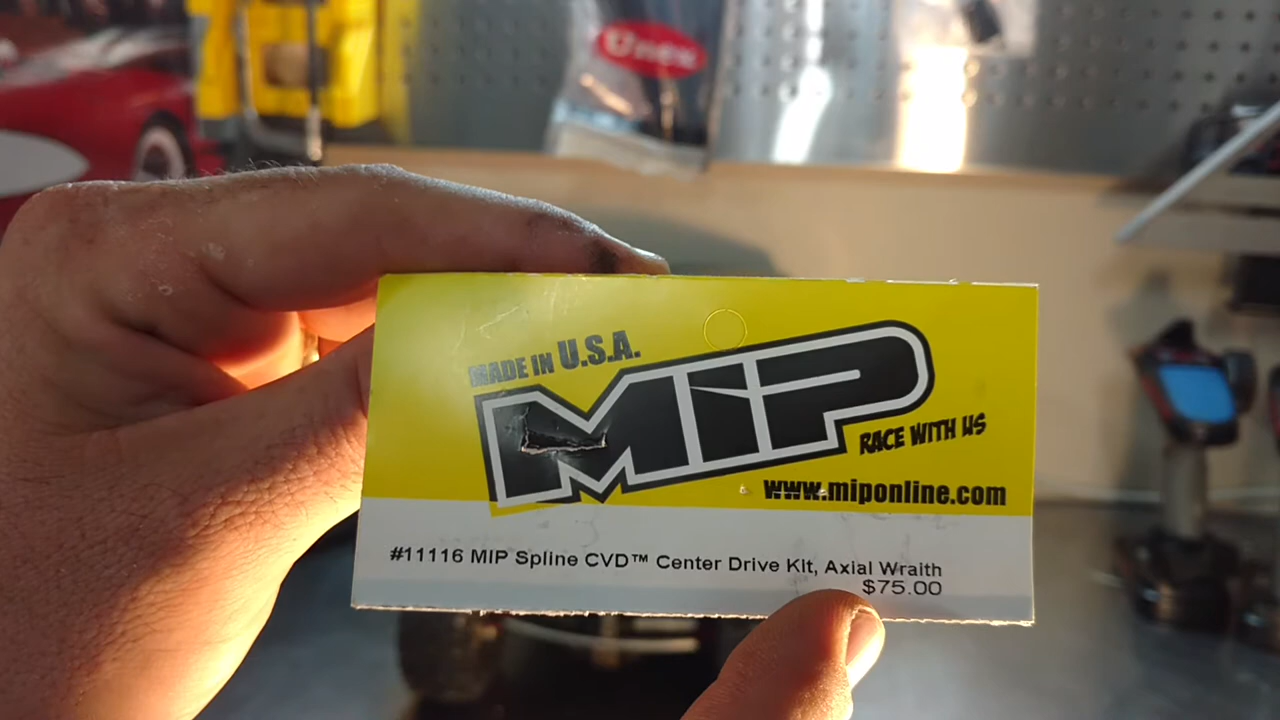 Unex
MADE IN U.S.A.
MIP
RACE WITH US
www.miponline.com
#11116 MIP Spline CVD™ Center Drive Kit, Axial Wraith
$75.00